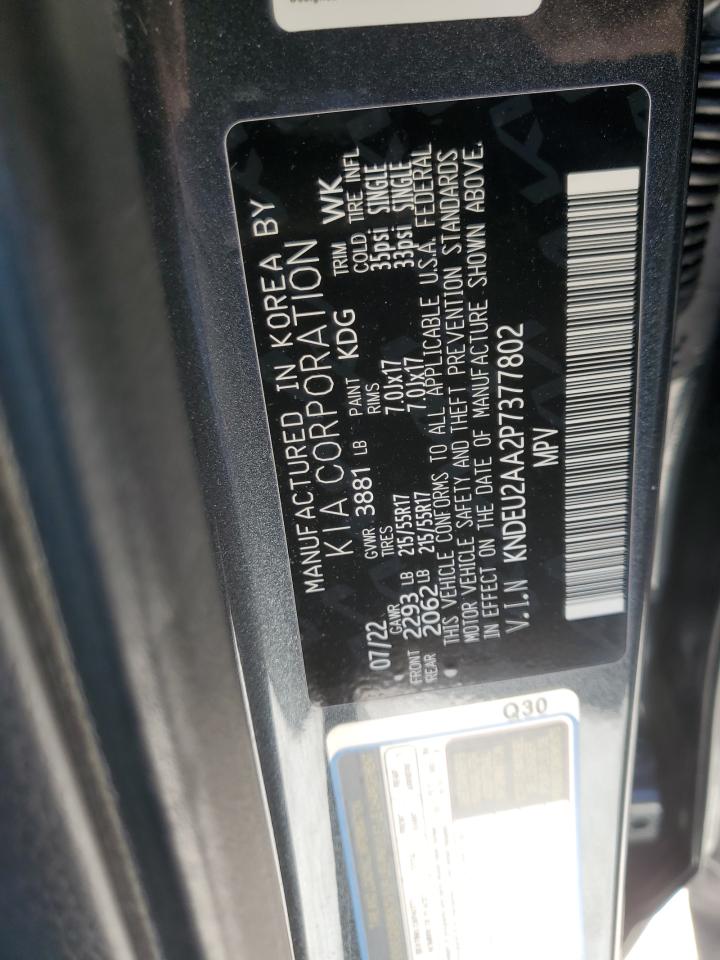 MANUFACTURED IN KOREA BY
KIA CORPORATION
07/22 GVWR 3881 LB PAINT KDG TRIM WK
GAWR TIRES RIMS COLD TIRE INFL
FRONT 2293 LB 215/55R17 7.0Jx17 35psi SINGLE
REAR 2062 LB 215/55R17 7.0Jx17 33psi SINGLE
THIS VEHICLE CONFORMS TO ALL APPLICABLE U.S.A. FEDERAL
MOTOR VEHICLE SAFETY AND THEFT PREVENTION STANDARDS
IN EFFECT ON THE DATE OF MANUFACTURE SHOWN ABOVE.
V.I.N KNDEU2AA2P7377802
MPV
Q30